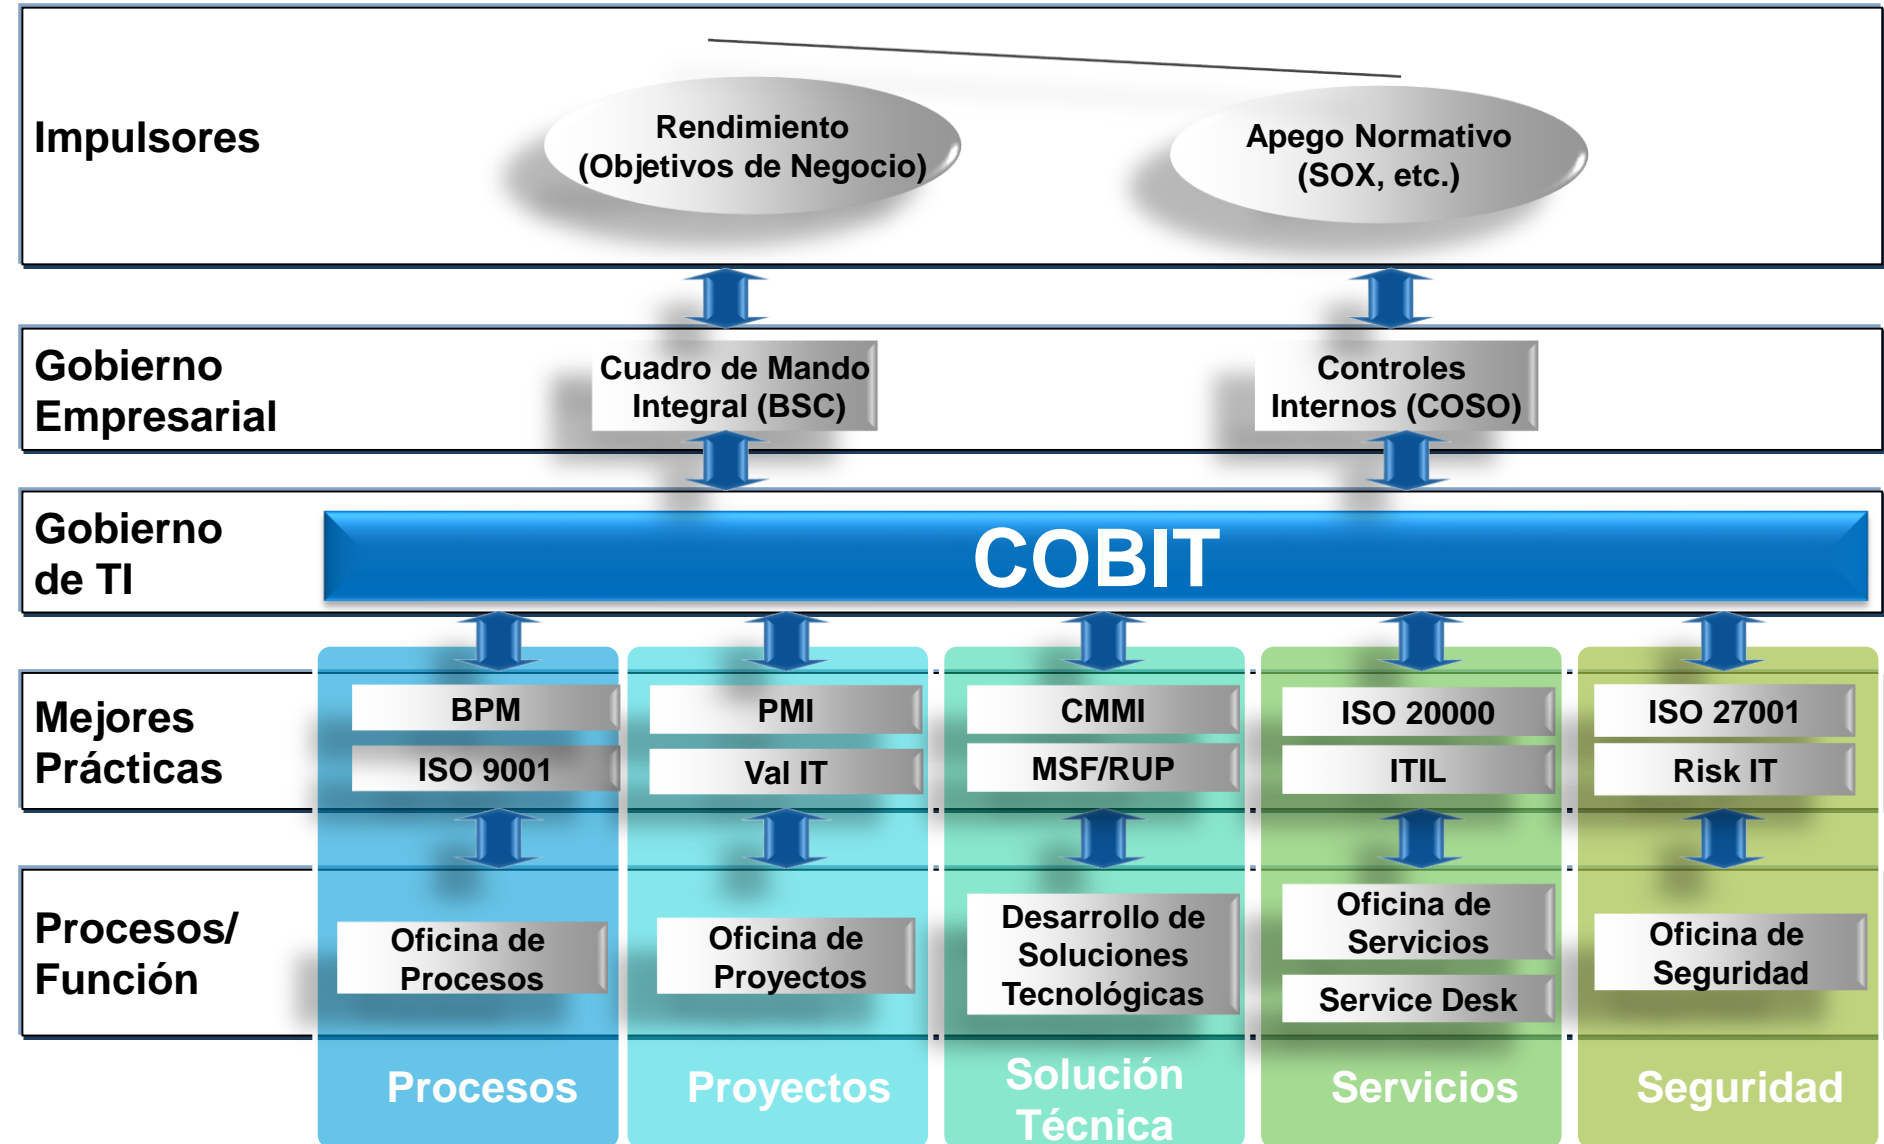 Impulsores
Rendimiento
(Objetivos de Negocio)
Apego Normativo
(SOX, etc.)
Gobierno
Empresarial
Cuadro de Mando
Integral (BSC)
Controles
Internos (COSO)
Gobierno
de TI
COBIT
Mejores
Prácticas
BPM
ISO 9001
PMI
Val IT
CMMI
MSF/RUP
ISO 20000
ITIL
ISO 27001
Risk IT
Procesos/
Función
Oficina de
Procesos
Oficina de
Proyectos
Desarrollo de
Soluciones
Tecnológicas
Oficina de
Servicios
Service Desk
Oficina de
Seguridad
Procesos
Proyectos
Solución
Técnica
Servicios
Seguridad